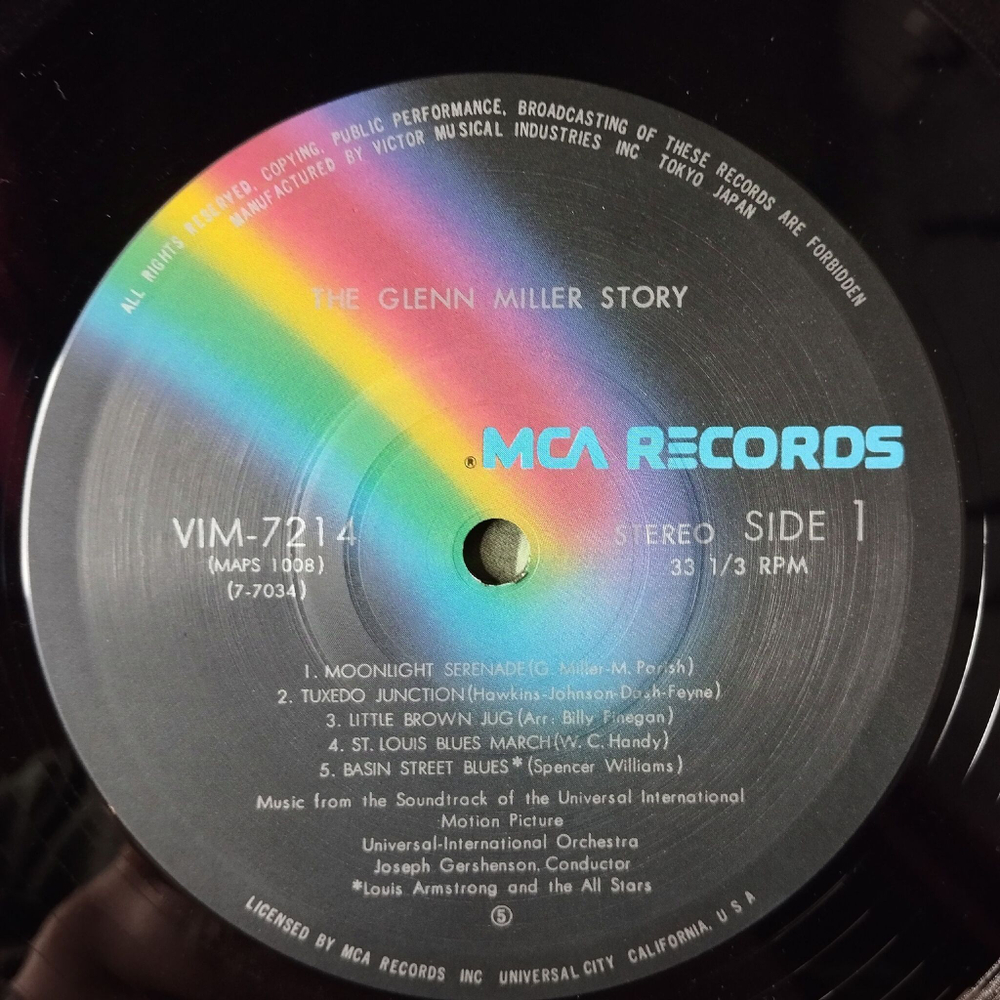 ALL RIGHTS RESERVED, COPYING, PUBLIC PERFORMANCE, BROADCASTING OF THESE RECORDS ARE FORBIDDEN
MANUFACTURED BY VICTOR MUSICAL INDUSTRIES INC TOKYO JAPAN
THE GLENN MILLER STORY
® MCA RECORDS
VIM-7214 STEREO SIDE 1
(MAPS 1008) 33 1/3 RPM
(7-7034)
1. MOONLIGHT SERENADE (G. Miller-M. Parish)
2. TUXEDO JUNCTION (Hawkins-Johnson-Dash-Feyne)
3. LITTLE BROWN JUG (Arr: Billy Finegan)
4. ST. LOUIS BLUES MARCH (W. C. Handy)
5. BASIN STREET BLUES* (Spencer Williams)
Music from the Soundtrack of the Universal International
Motion Picture
Universal-International Orchestra
Joseph Gershenson, Conductor
*Louis Armstrong and the All Stars
⑤
LICENSED BY MCA RECORDS INC UNIVERSAL CITY CALIFORNIA, U S A